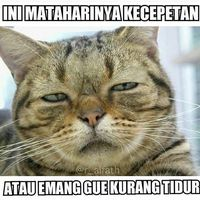 INI MATAHARINYA KECEPETAN
ATAU EMANG GUE KURANG TIDUR